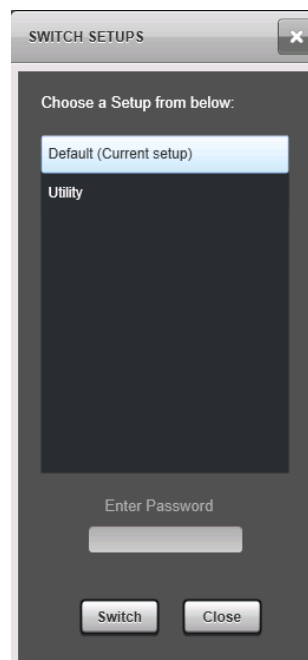 SWITCH SETUPS
Choose a Setup from below:
Default (Current setup)
Utility
Enter Password
Switch Close